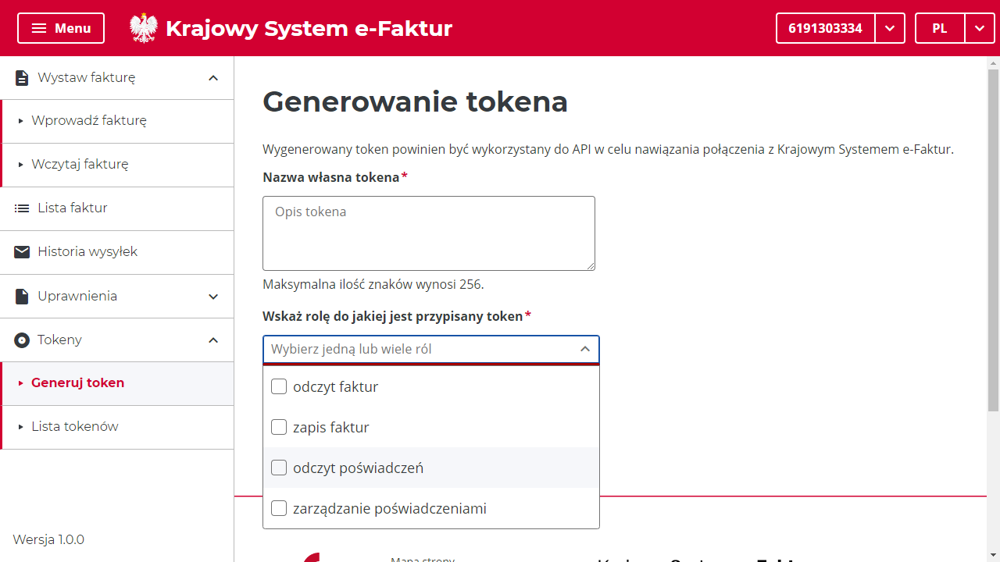 Menu
Krajowy System e-Faktur
6191303334
PL
Wystaw fakturę
Wprowadź fakturę
Wczytaj fakturę
Lista faktur
Historia wysyłek
Uprawnienia
Tokeny
Generuj token
Lista tokenów
Wersja 1.0.0
Generowanie tokena
Wygenerowany token powinien być wykorzystany do API w celu nawiązania połączenia z Krajowym Systemem e-Faktur.
Nazwa własna tokena*
Opis tokena
Maksymalna ilość znaków wynosi 256.
Wskaż rolę do jakiej jest przypisany token*
Wybierz jedną lub wiele ról
odczyt faktur
zapis faktur
odczyt poświadczeń
zarządzanie poświadczeniami
Mapa strony